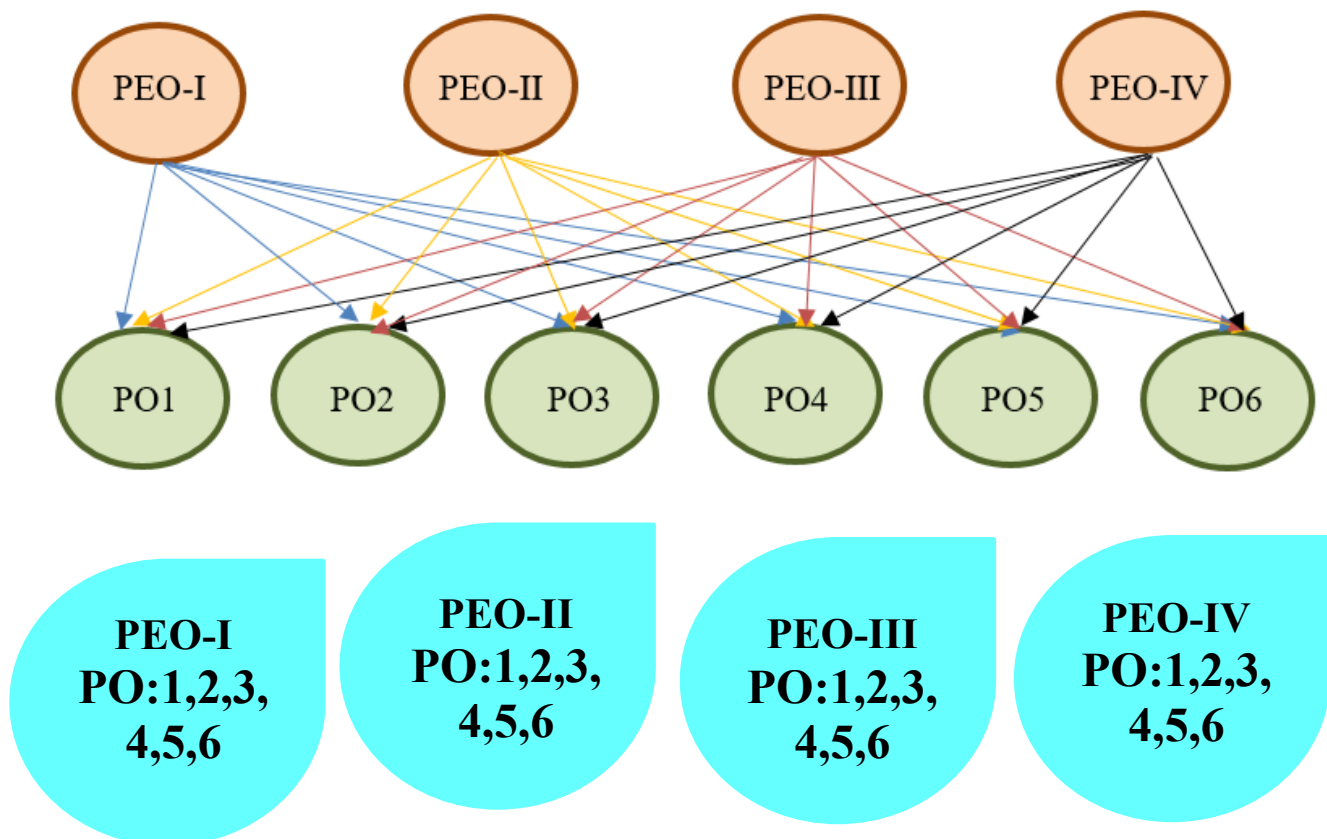 PEO-I
PEO-II
PEO-III
PEO-IV
PO1
PO2
PO3
PO4
PO5
PO6
PEO-I
PO:1,2,3,
4,5,6
PEO-II
PO:1,2,3,
4,5,6
PEO-III
PO:1,2,3,
4,5,6
PEO-IV
PO:1,2,3,
4,5,6